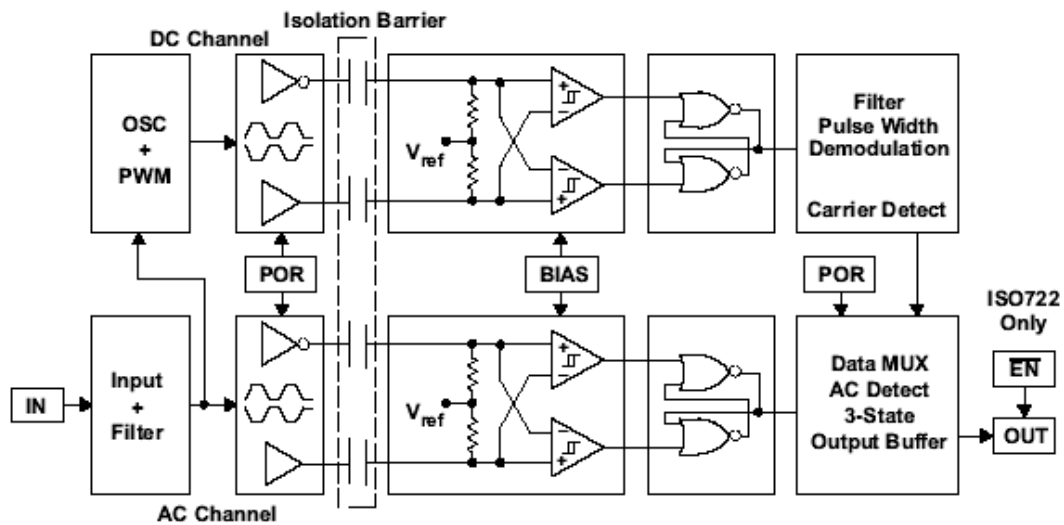 Isolation Barrier
DC Channel
OSC
+
PWM
Vref
+
−
+
−
Filter
Pulse Width
Demodulation
Carrier Detect
POR
BIAS
POR
ISO722
Only
EN
IN
Input
+
Filter
Vref
+
−
−
+
Data MUX
AC Detect
3-State
Output Buffer
OUT
AC Channel